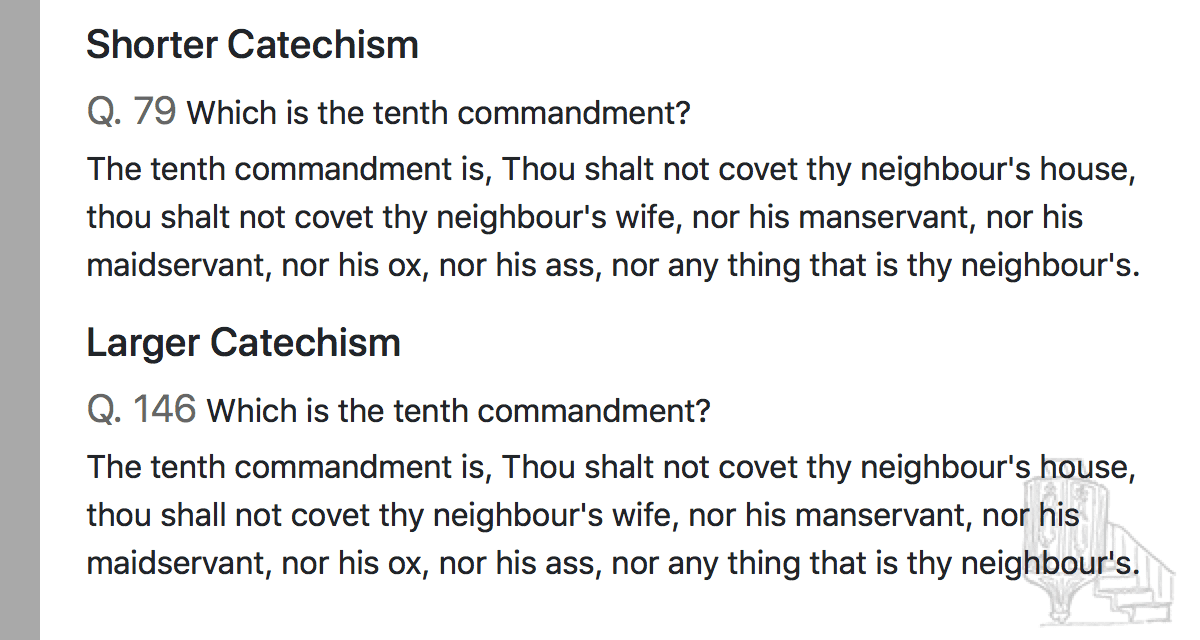 Shorter Catechism
Q. 79 Which is the tenth commandment?
The tenth commandment is, Thou shalt not covet thy neighbour's house,
thou shalt not covet thy neighbour's wife, nor his manservant, nor his
maidservant, nor his ox, nor his ass, nor any thing that is thy neighbour's.
Larger Catechism
Q. 146 Which is the tenth commandment?
The tenth commandment is, Thou shalt not covet thy neighbour's house,
thou shall not covet thy neighbour's wife, nor his manservant, nor his
maidservant, nor his ox, nor his ass, nor any thing that is thy neighbour's.